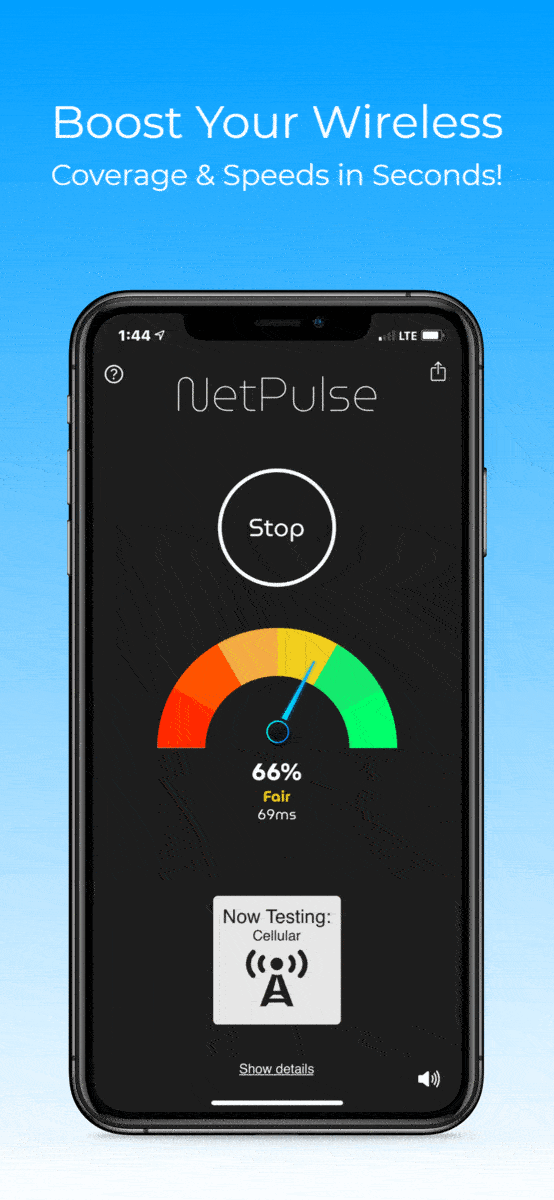 Boost Your Wireless
Coverage & Speeds in Seconds!
1:44
LTE
?
NetPulse
Stop
66%
Fair
69ms
Now Testing:
Cellular
Show details